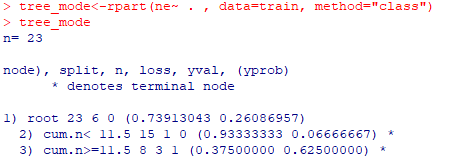 > tree_mode<-rpart(ne~ . , data=train, method="class")
> tree_mode
n= 23
node), split, n, loss, yval, (yprob)
* denotes terminal node
1) root 23 6 0 (0.73913043 0.26086957)
2) cum.n< 11.5 15 1 0 (0.93333333 0.06666667) *
3) cum.n>=11.5 8 3 1 (0.37500000 0.62500000) *